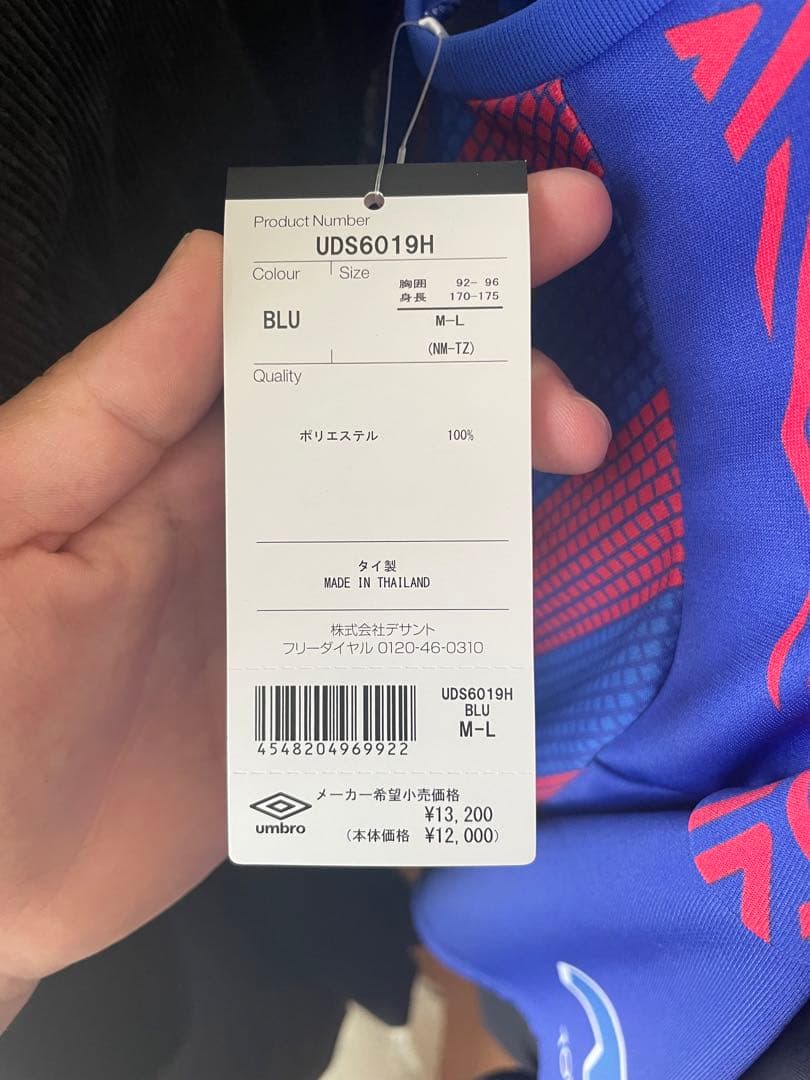 Product Number
UDS6019H
Colour
Size
胸囲 92- 96
身長 170-175
BLU
M-L
(NM-TZ)
Quality
ポリエステル 100%
タイ製
MADE IN THAILAND
株式会社デサント
フリーダイヤル 0120-46-0310
UDS6019H
BLU
M-L
4548204969922
メーカー希望小売価格
¥13,200
(本体価格 ¥12,000)
umbro